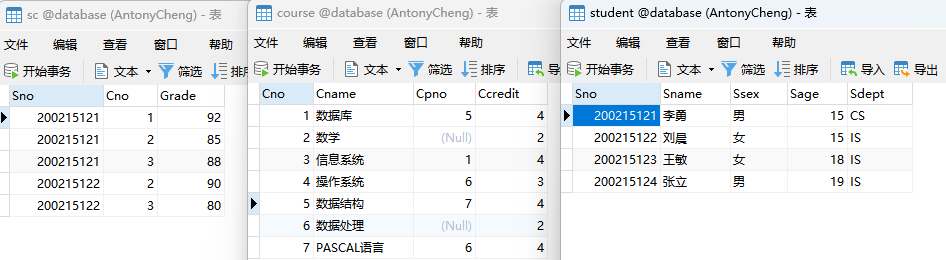 sc @database (AntonyCheng) - 表
文件 编辑 查看 窗口 帮助
开始事务 文本 筛选 排序
Sno Cno Grade
200215121 1 92
200215121 2 85
200215121 3 88
200215122 2 90
200215122 3 80
course @database (AntonyCheng) - 表
文件 编辑 查看 窗口 帮助
开始事务 文本 筛选 排序 导
Cno Cname Cpno Ccredit
1 数据库 5 4
2 数学 (Null) 2
3 信息系统 1 4
4 操作系统 6 3
5 数据结构 7 4
6 数据处理 (Null) 2
7 PASCAL语言 6 4
student @database (AntonyCheng) - 表
文件 编辑 查看 窗口 帮助
开始事务 文本 筛选 排序 导入 导出
Sno Sname Ssex Sage Sdept
200215121 李勇 男 15 CS
200215122 刘晨 女 15 IS
200215123 王敏 女 18 IS
200215124 张立 男 19 IS